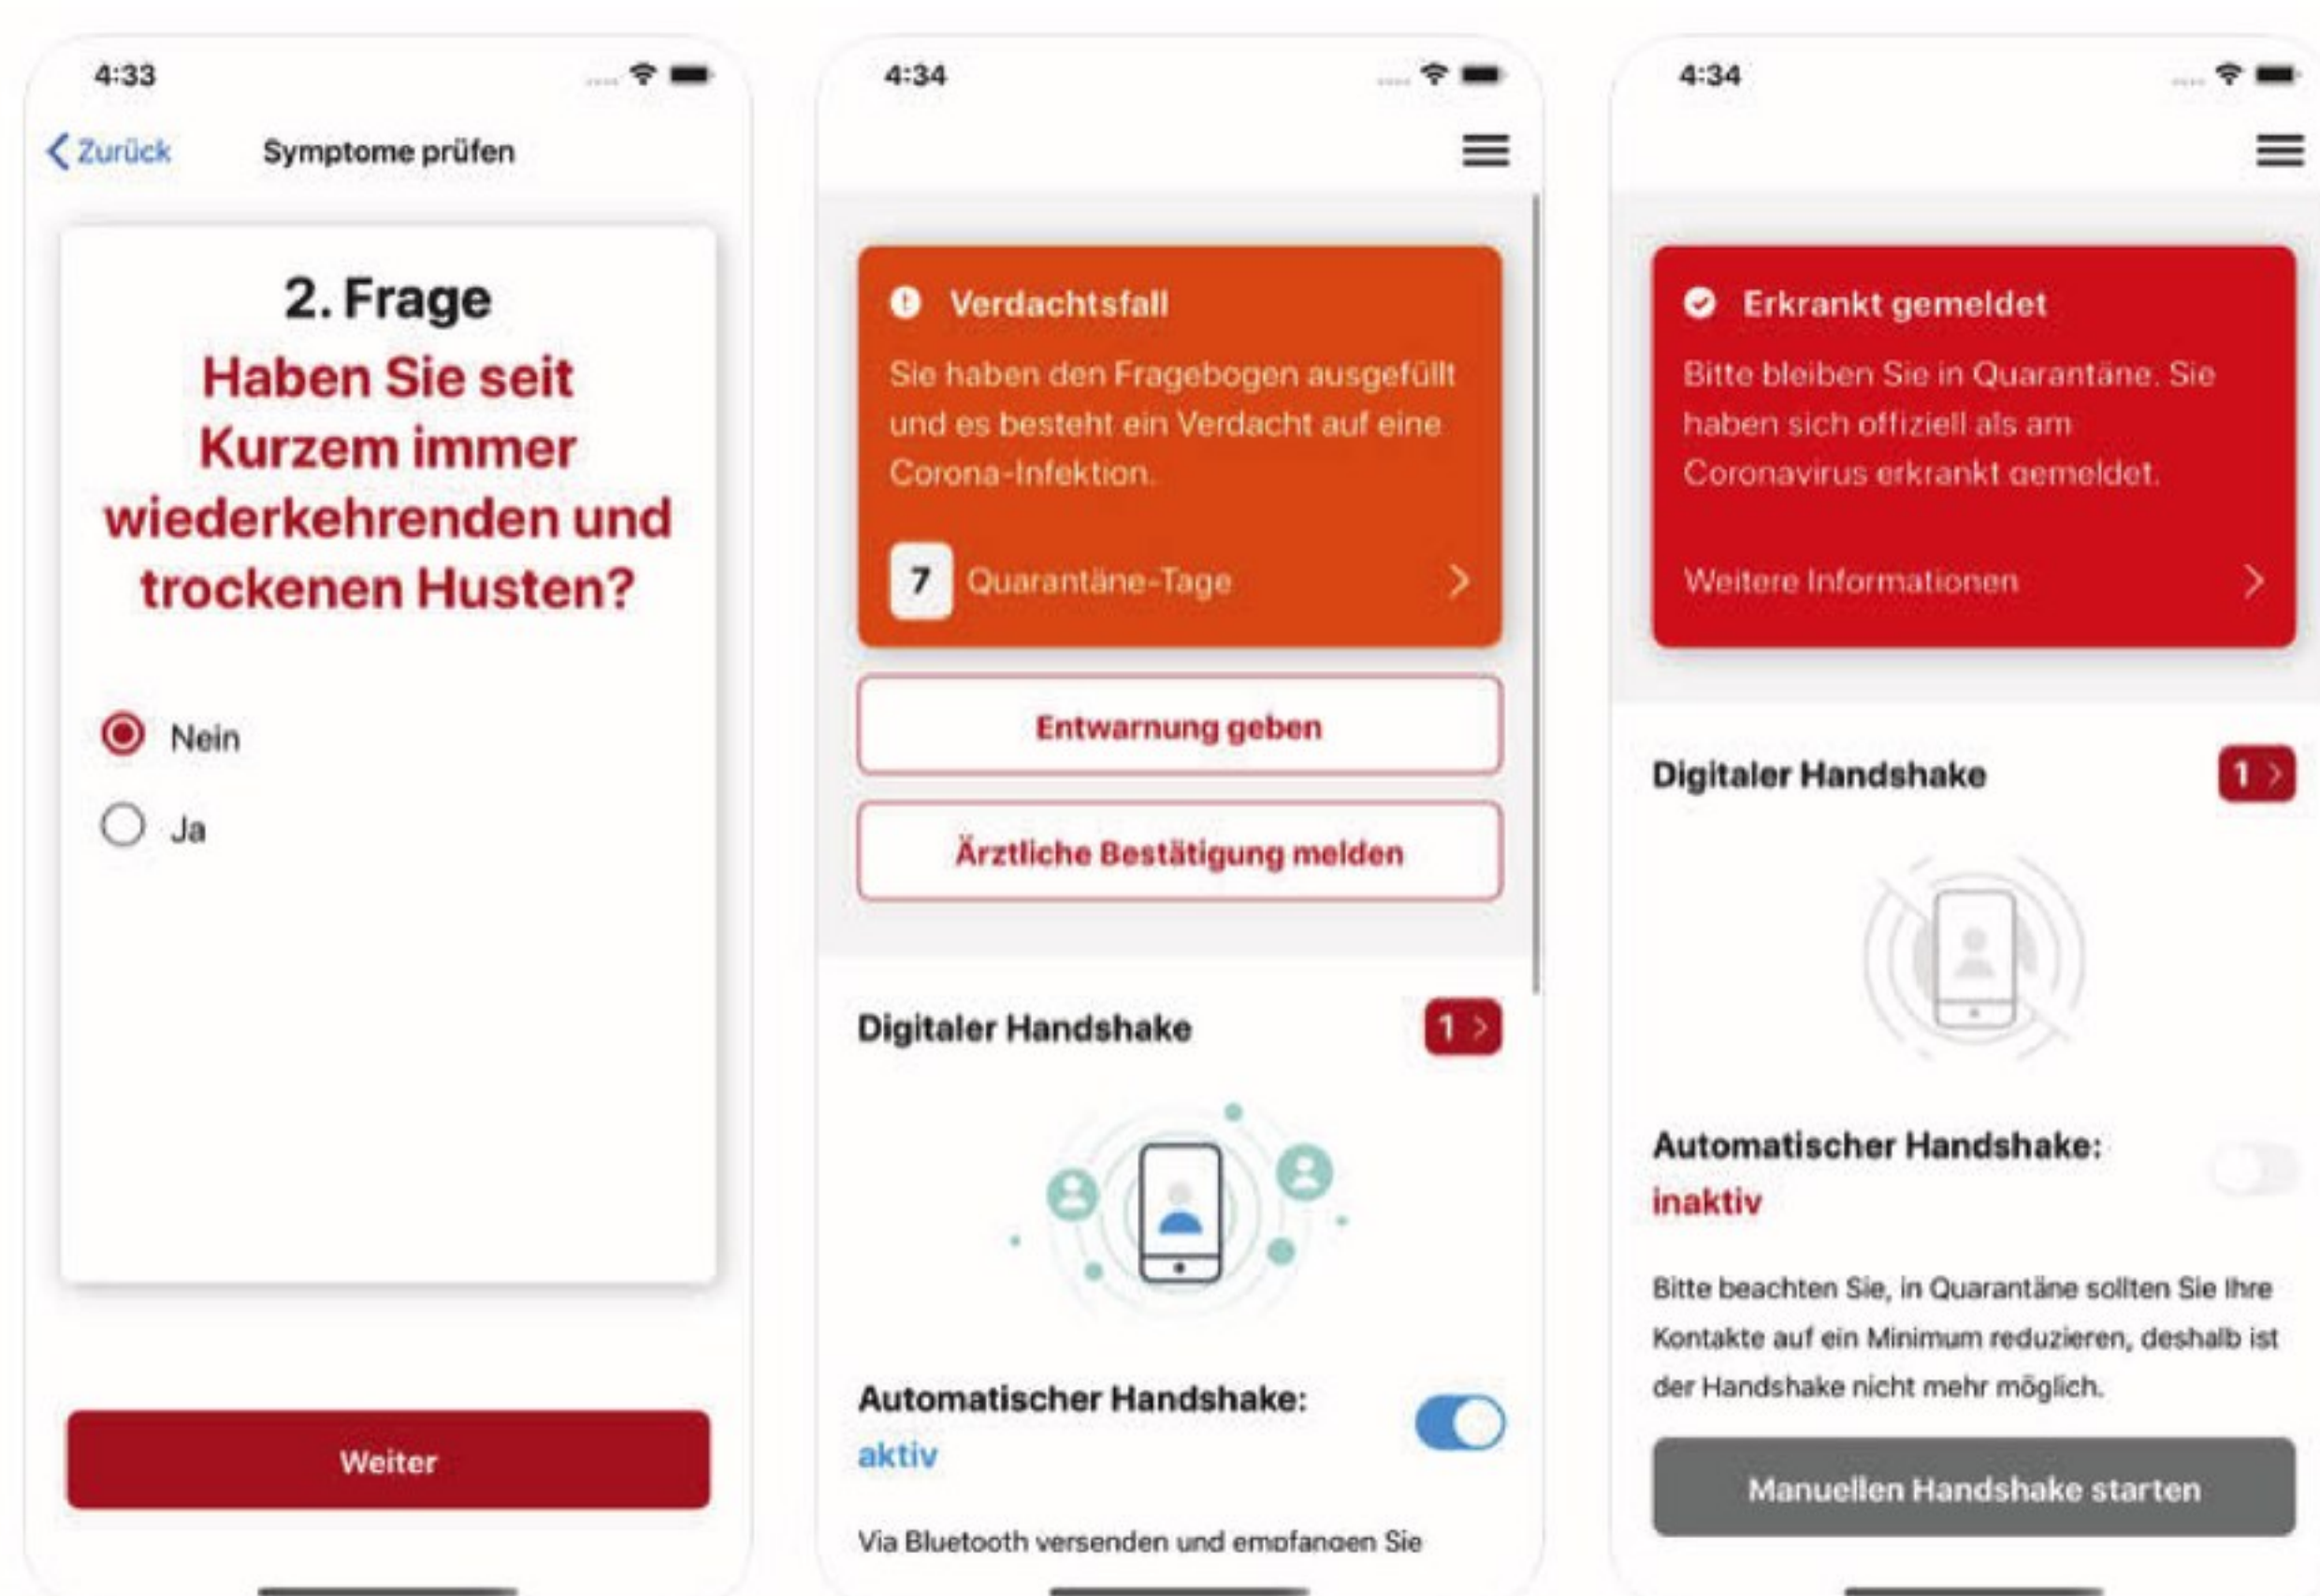 4:33
Zurück Symptome prüfen
2. Frage
Haben Sie seit
Kurzem immer
wiederkehrenden und
trockenen Husten?
Nein
Ja
Weiter
4:34
Verdachtsfall
Sie haben den Fragebogen ausgefüllt
und es besteht ein Verdacht auf eine
Corona-Infektion.
7 Quarantäne-Tage
Entwarnung geben
Ärztliche Bestätigung melden
Digitaler Handshake 1
Automatischer Handshake:
aktiv
Via Bluetooth versenden und empfangen Sie
4:34
Erkrankt gemeldet
Bitte bleiben Sie in Quarantäne. Sie
haben sich offiziell als am
Coronavirus erkrankt gemeldet.
Weitere Informationen
Digitaler Handshake 1
Automatischer Handshake:
inaktiv
Bitte beachten Sie, in Quarantäne sollten Sie Ihre
Kontakte auf ein Minimum reduzieren, deshalb ist
der Handshake nicht mehr möglich.
Manuellen Handshake starten